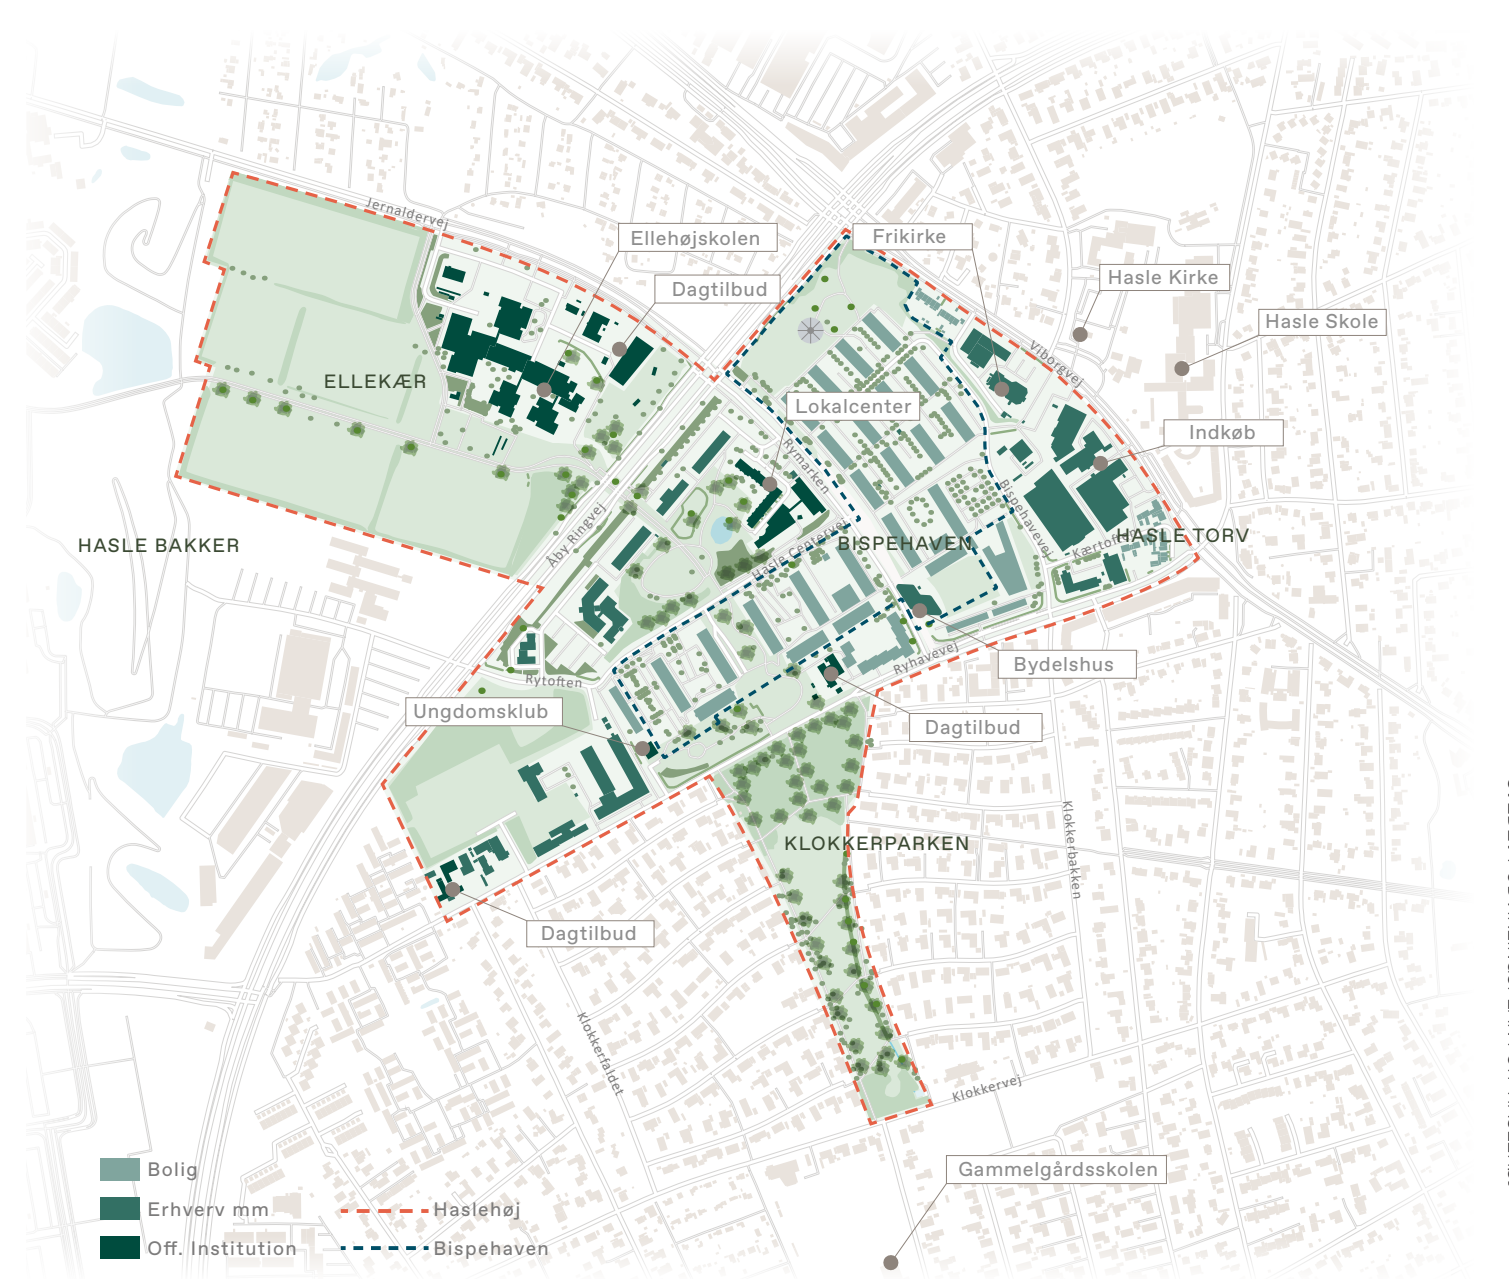 Jernaldervej
Ellehøjskolen
Frikirke
Dagtilbud
Hasle Kirke
Hasle Skole
Viborgvej
ELLEKÆR
Lokalcenter
Indkøb
Rymarken
Bispehavevej
Åby Ringvej
HASLE BAKKER
Hasle Centervej
BISPEHAVEN
Kærtoften
HASLE TORV
Bydelshus
Ryhavevej
Rytoften
Ungdomsklub
Dagtilbud
KLOKKERPARKEN
Klokkerbakken
Dagtilbud
Klokkerfaldet
Klokkervej
Gammelgårdsskolen
Bolig
Erhverv mm
Off. Institution
Haslehøj
Bispehaven